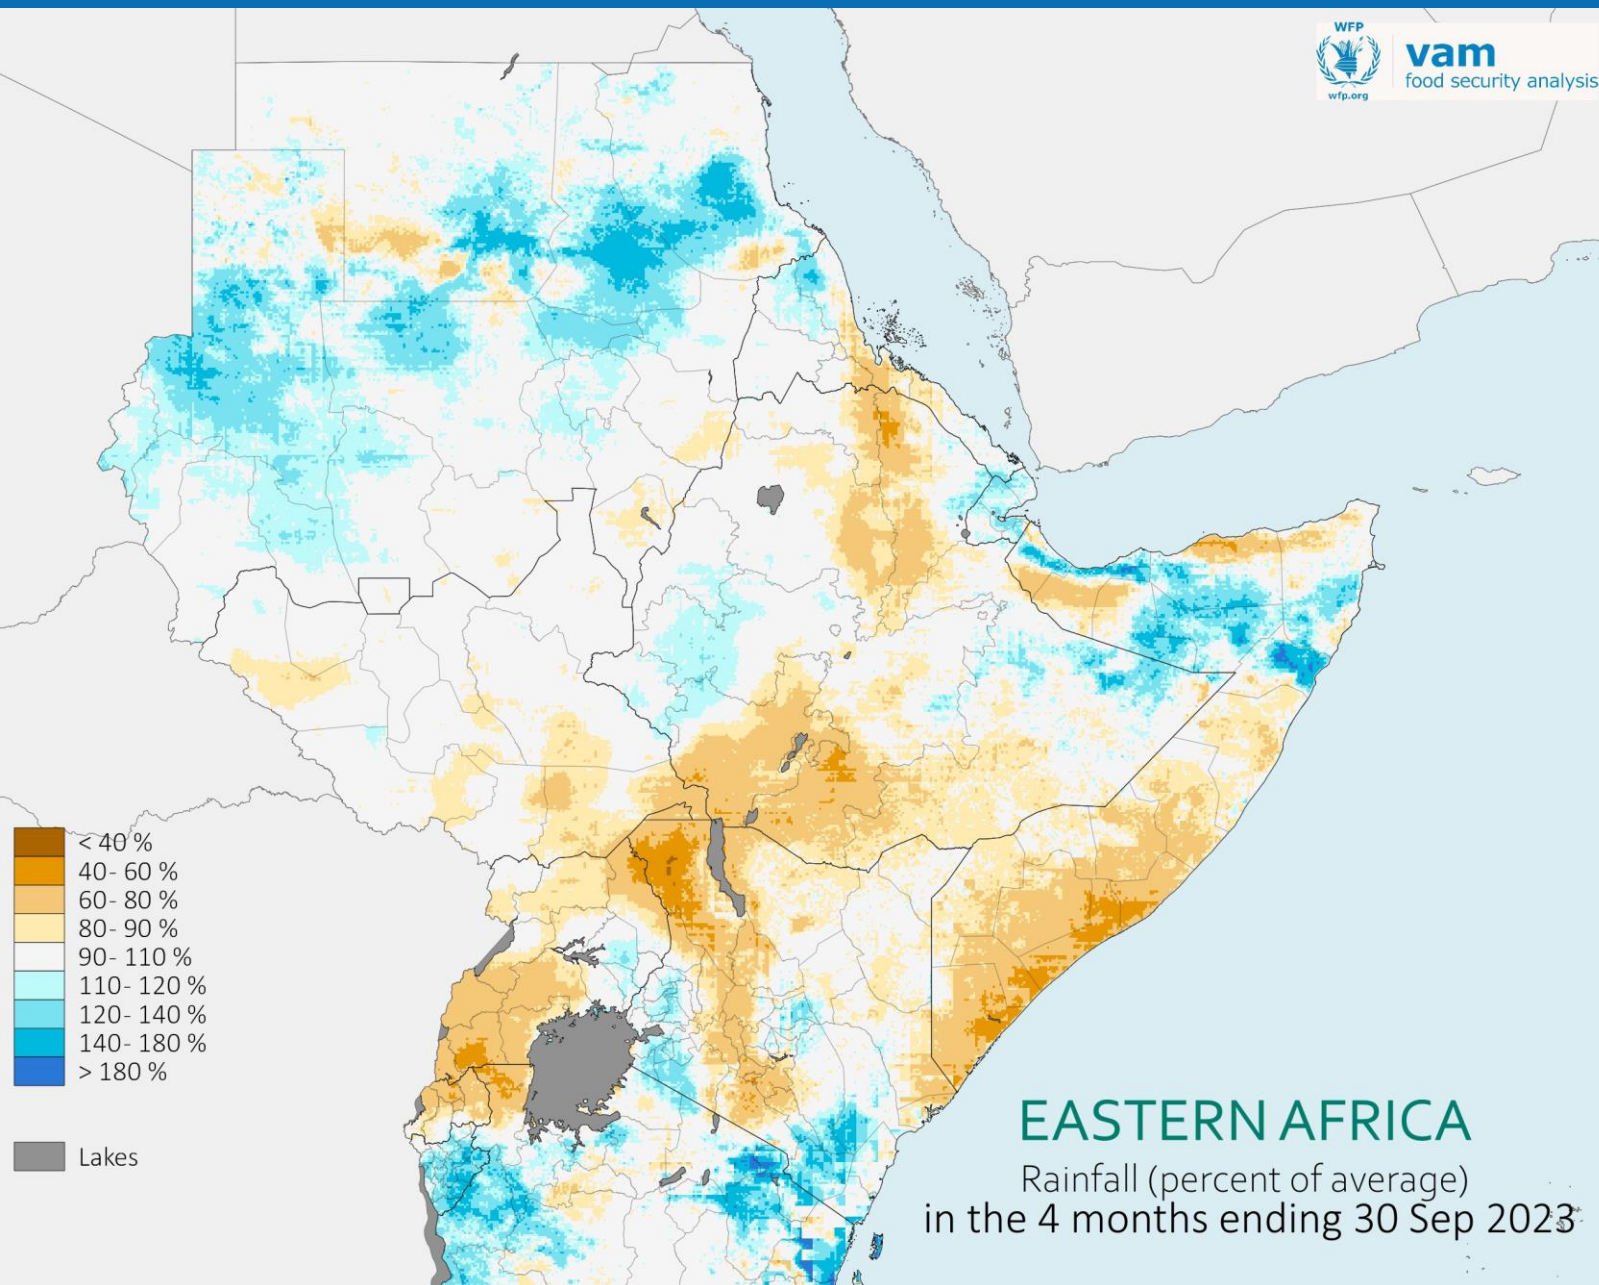 WFP
wfp.org
vam
food security analysis
< 40 %
40- 60 %
60- 80 %
80- 90 %
90- 110 %
110- 120 %
120- 140 %
140- 180 %
> 180 %
Lakes
EASTERN AFRICA
Rainfall (percent of average)
in the 4 months ending 30 Sep 2023